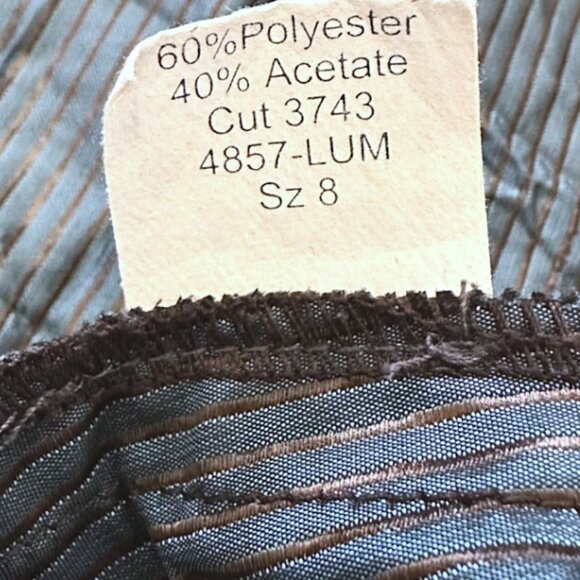 60%Polyester
40% Acetate
Cut 3743
4857-LUM
Sz 8